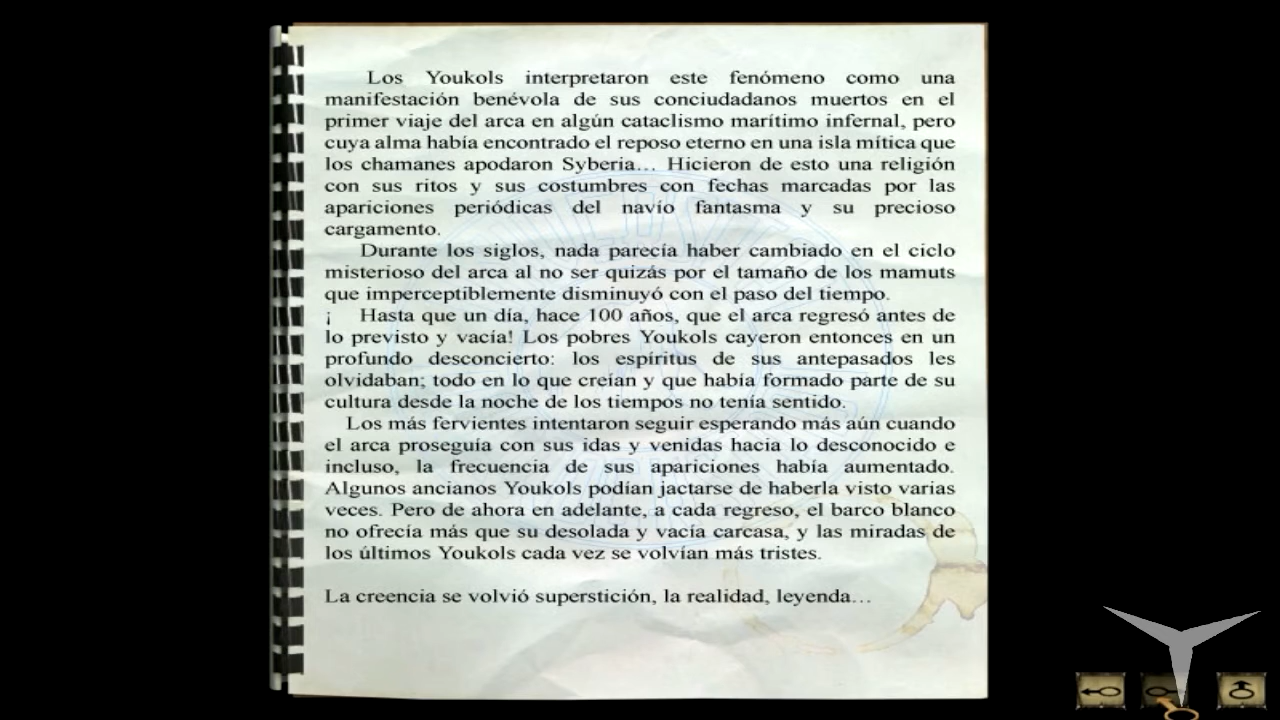 Los Youkols interpretaron este fenómeno como una
manifestación benévola de sus conciudadanos muertos en el
primer viaje del arca en algún cataclismo marítimo infernal, pero
cuya alma había encontrado el reposo eterno en una isla mítica que
los chamanes apodaron Syberia... Hicieron de esto una religión
con sus ritos y sus costumbres con fechas marcadas por las
apariciones periódicas del navío fantasma y su precioso
cargamento.
Durante los siglos, nada parecía haber cambiado en el ciclo
misterioso del arca al no ser quizás por el tamaño de los mamuts
que imperceptiblemente disminuyó con el paso del tiempo.
¡ Hasta que un día, hace 100 años, que el arca regresó antes de
lo previsto y vacía! Los pobres Youkols cayeron entonces en un
profundo desconcierto: los espíritus de sus antepasados les
olvidaban; todo en lo que creían y que había formado parte de su
cultura desde la noche de los tiempos no tenía sentido.
Los más fervientes intentaron seguir esperando más aún cuando
el arca proseguía con sus idas y venidas hacia lo desconocido e
incluso, la frecuencia de sus apariciones había aumentado.
Algunos ancianos Youkols podían jactarse de haberla visto varias
veces. Pero de ahora en adelante, a cada regreso, el barco blanco
no ofrecía más que su desolada y vacía carcasa, y las miradas de
los últimos Youkols cada vez se volvían más tristes.
La creencia se volvió superstición, la realidad, leyenda...